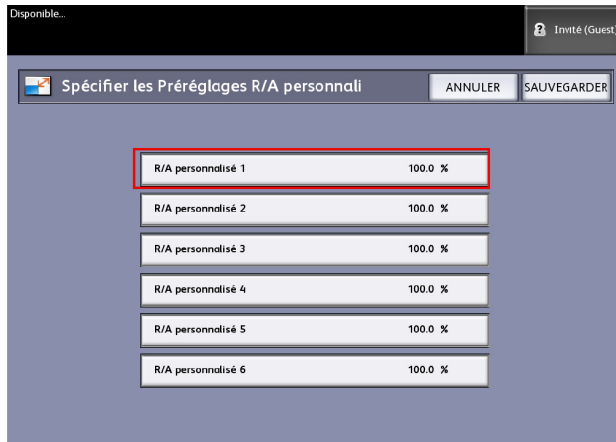 Disponible...
Invité (Guest)
Spécifier les Préréglages R/A personnali
ANNULER
SAUVEGARDER
R/A personnalisé 1 100.0 %
R/A personnalisé 2 100.0 %
R/A personnalisé 3 100.0 %
R/A personnalisé 4 100.0 %
R/A personnalisé 5 100.0 %
R/A personnalisé 6 100.0 %